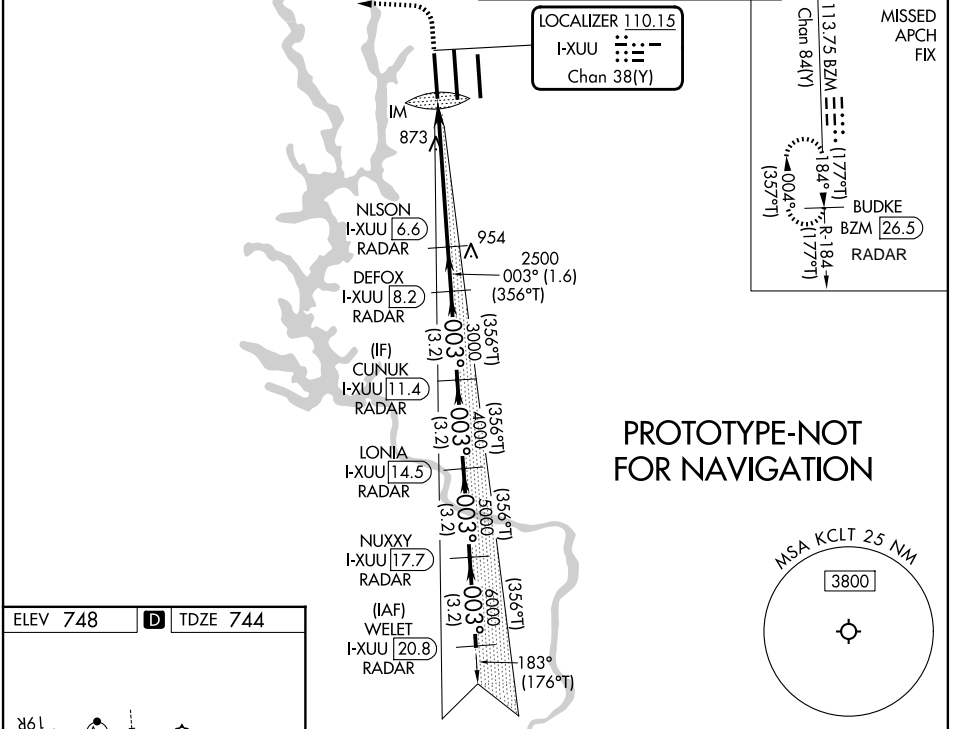 LOCALIZER 110.15
I-XUU
Chan 38(Y)
113.75 BZM
Chan 84(Y)
MISSED
APCH
FIX
(177°T)
184°
004°
(357°T)
BUDKE
BZM 26.5
RADAR
R-184
(177°T)
IM
873
NLSON
I-XUU 6.6
RADAR
954
2500
003° (1.6)
(356°T)
DEFOX
I-XUU 8.2
RADAR
003°
(3.2)
3000
(356°T)
(IF)
CUNUK
I-XUU 11.4
RADAR
003°
(3.2)
4000
(356°T)
LONIA
I-XUU 14.5
RADAR
003°
(3.2)
5000
(356°T)
NUXXY
I-XUU 17.7
RADAR
003°
(3.2)
6000
(356°T)
(IAF)
WELET
I-XUU 20.8
RADAR
183°
(176°T)
PROTOTYPE-NOT
FOR NAVIGATION
MSA KCLT 25 NM
3800
ELEV 748 D TDZE 744
19R